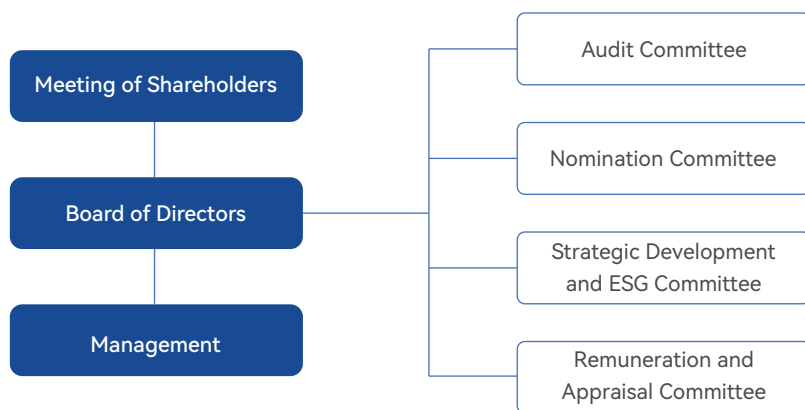 Meeting of Shareholders
Board of Directors
Management
Audit Committee
Nomination Committee
Strategic Development
and ESG Committee
Remuneration and
Appraisal Committee